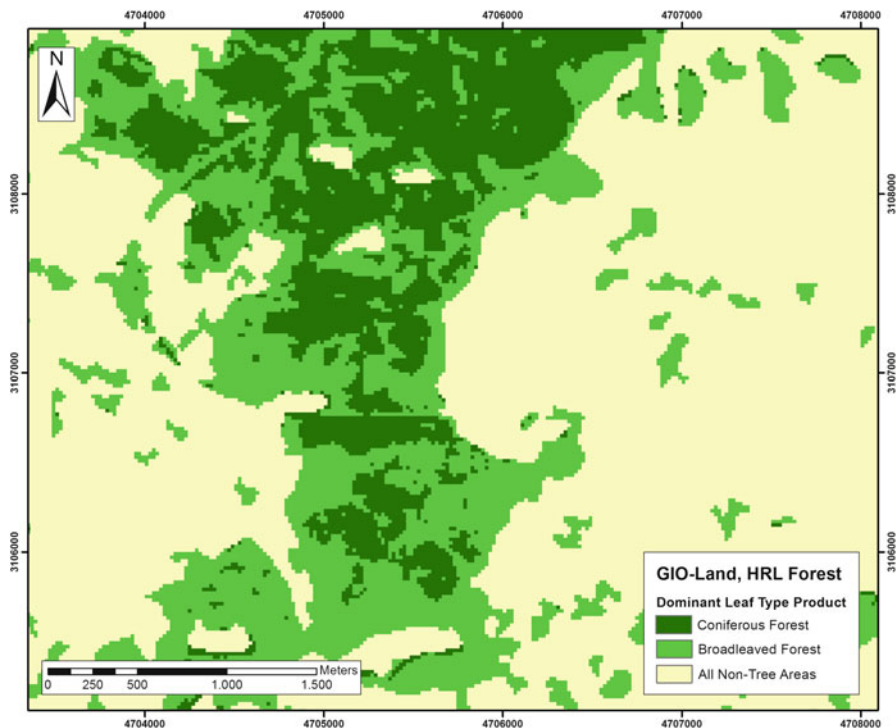 4704000 4705000 4706000 4707000 4708000
N
3108000 3108000
3107000 3107000
3106000 3106000
GIO-Land, HRL Forest
Dominant Leaf Type Product
Coniferous Forest
Broadleaved Forest
All Non-Tree Areas
Meters
0 250 500 1.000 1.500
4704000 4705000 4706000 4707000 4708000